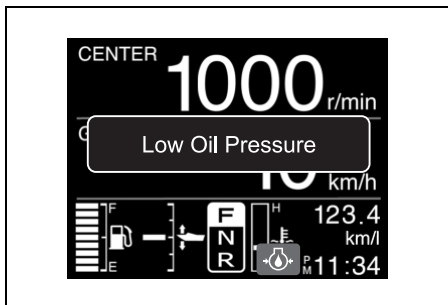 CENTER 1000 r/min
Low Oil Pressure
km/h
F F H 123.4
N km/l
E R PM 11:34